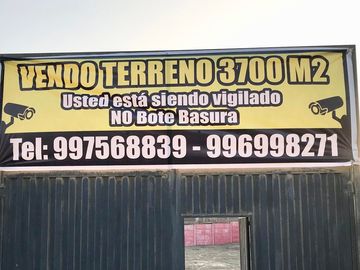 VENDO TERRENO 3700 M2
Usted está siendo vigilado
NO Bote Basura
Tel: 997568839 - 996998271